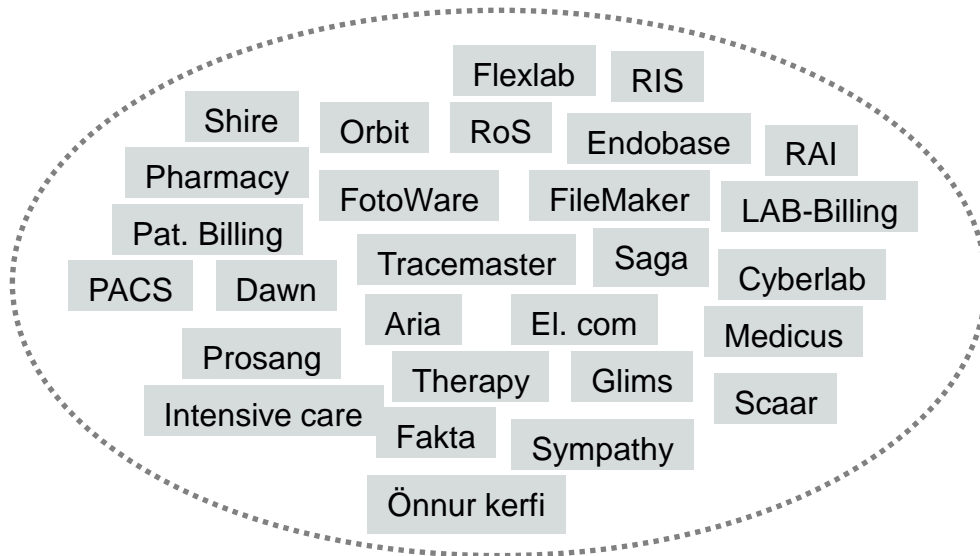 Flexlab
RIS
Shire
Orbit
RoS
Endobase
RAI
Pharmacy
FotoWare
FileMaker
LAB-Billing
Pat. Billing
Tracemaster
Saga
Cyberlab
PACS
Dawn
Aria
El. com
Medicus
Prosang
Therapy
Glims
Scaar
Intensive care
Fakta
Sympathy
Önnur kerfi